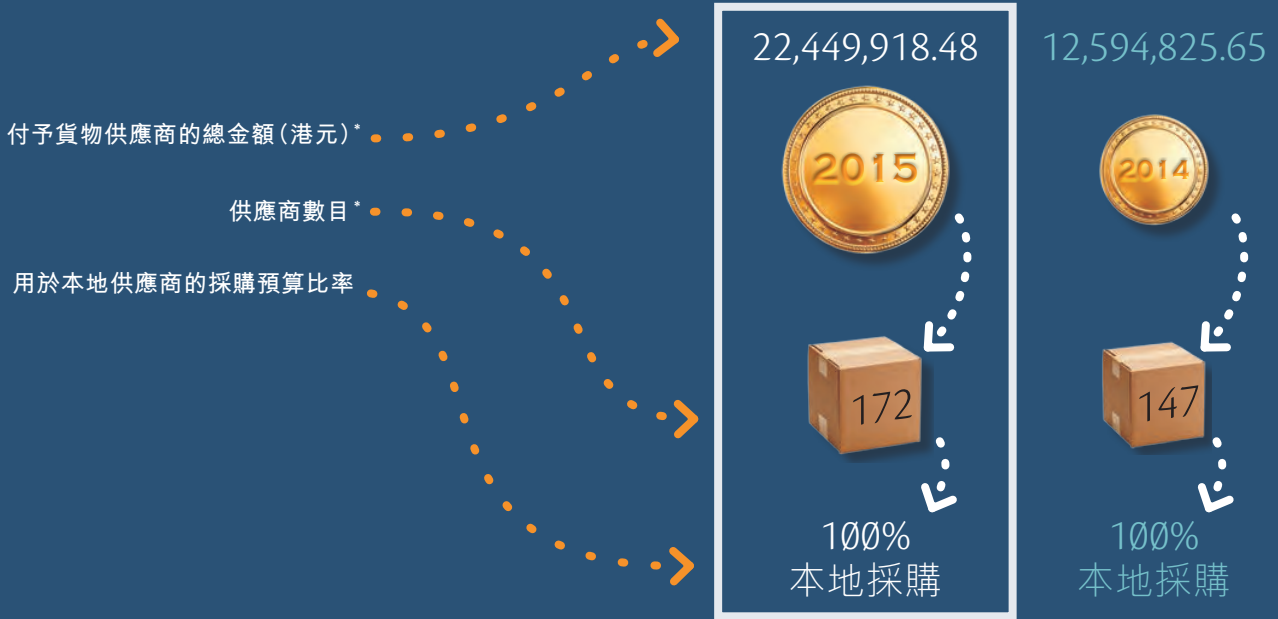 付予貨物供應商的總金額(港元)*
供應商數目*
用於本地供應商的採購預算比率
22,449,918.48
2015
172
100%
本地採購
12,594,825.65
2014
147
100%
本地採購